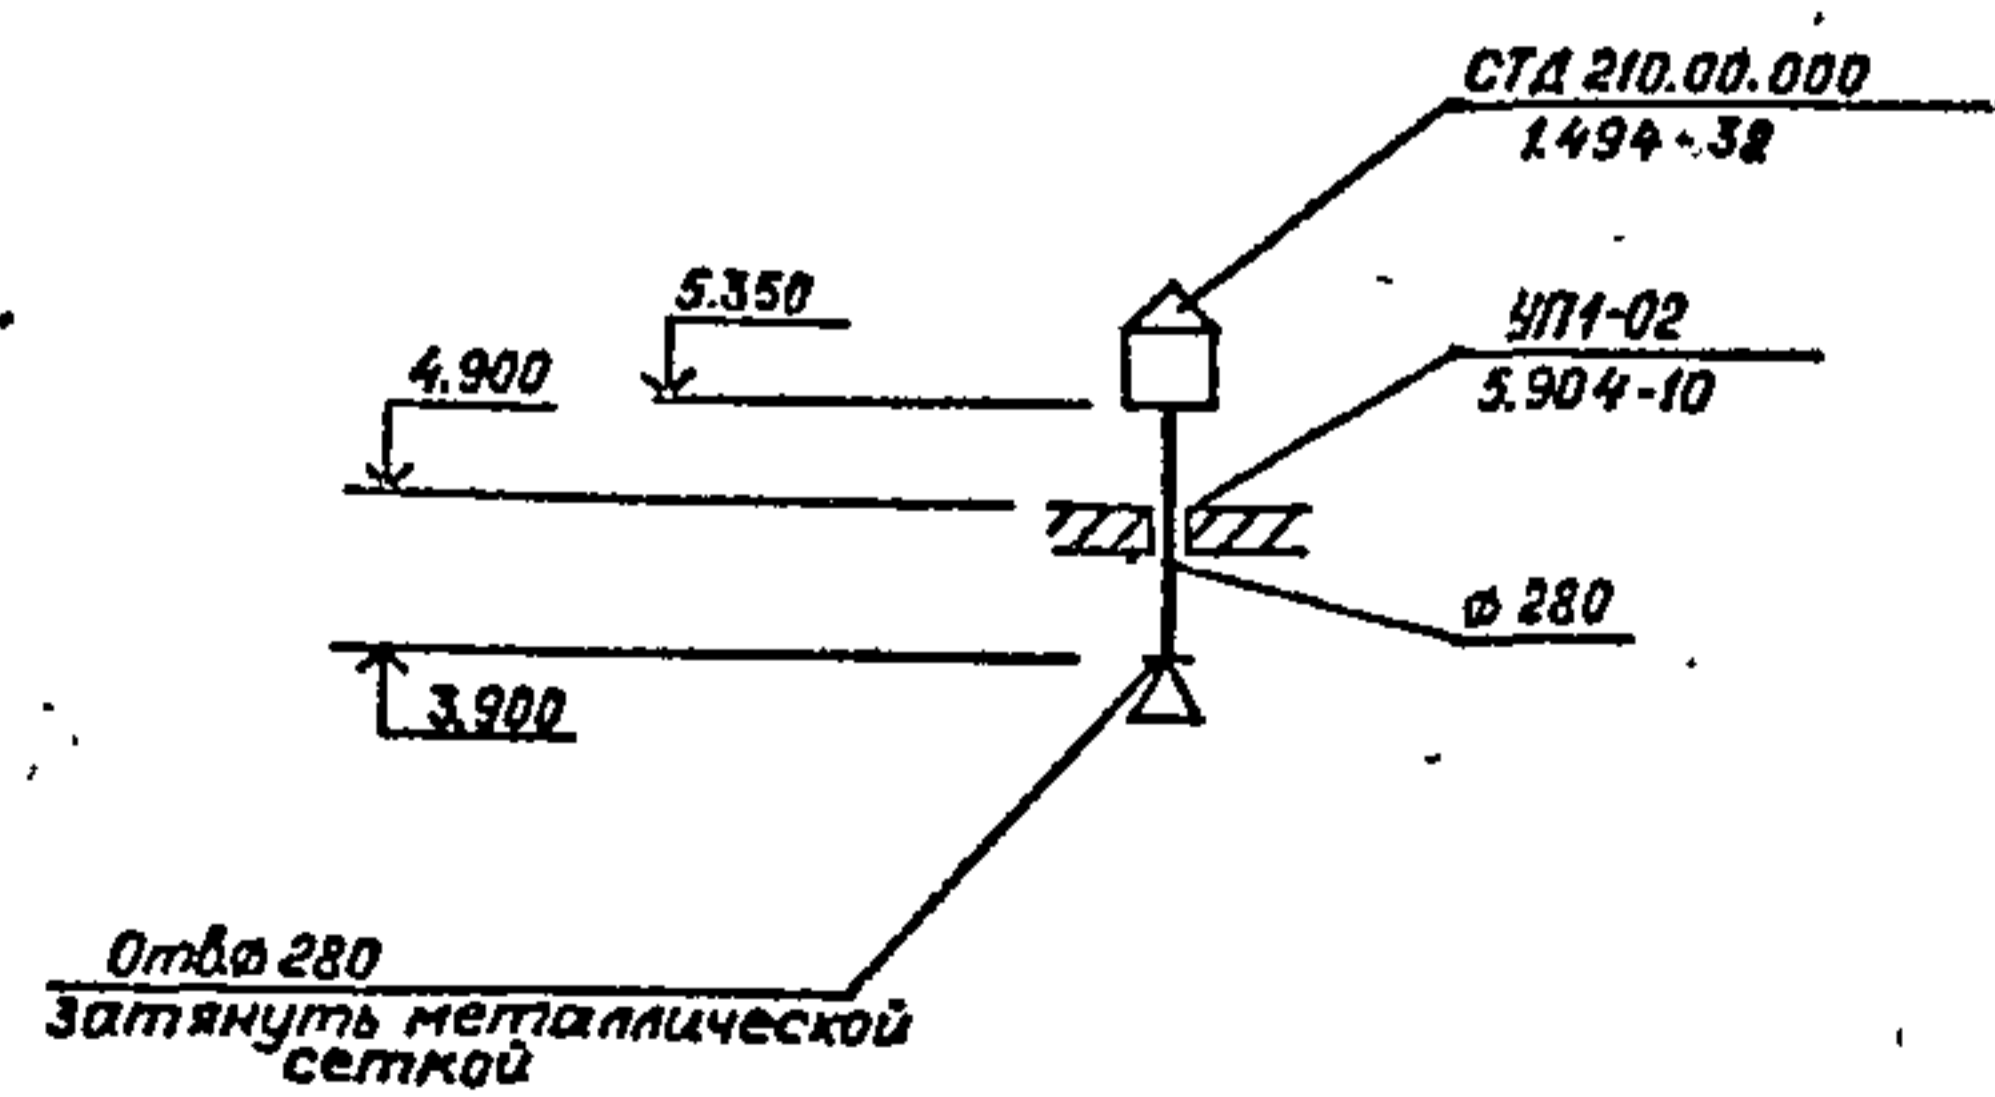 СТД 210.00.000
1.494-32
5.350
УП1-02
4.900
5.904-10
ø 280
3.900
Отв.ø 280
Затянуть металлической
сеткой